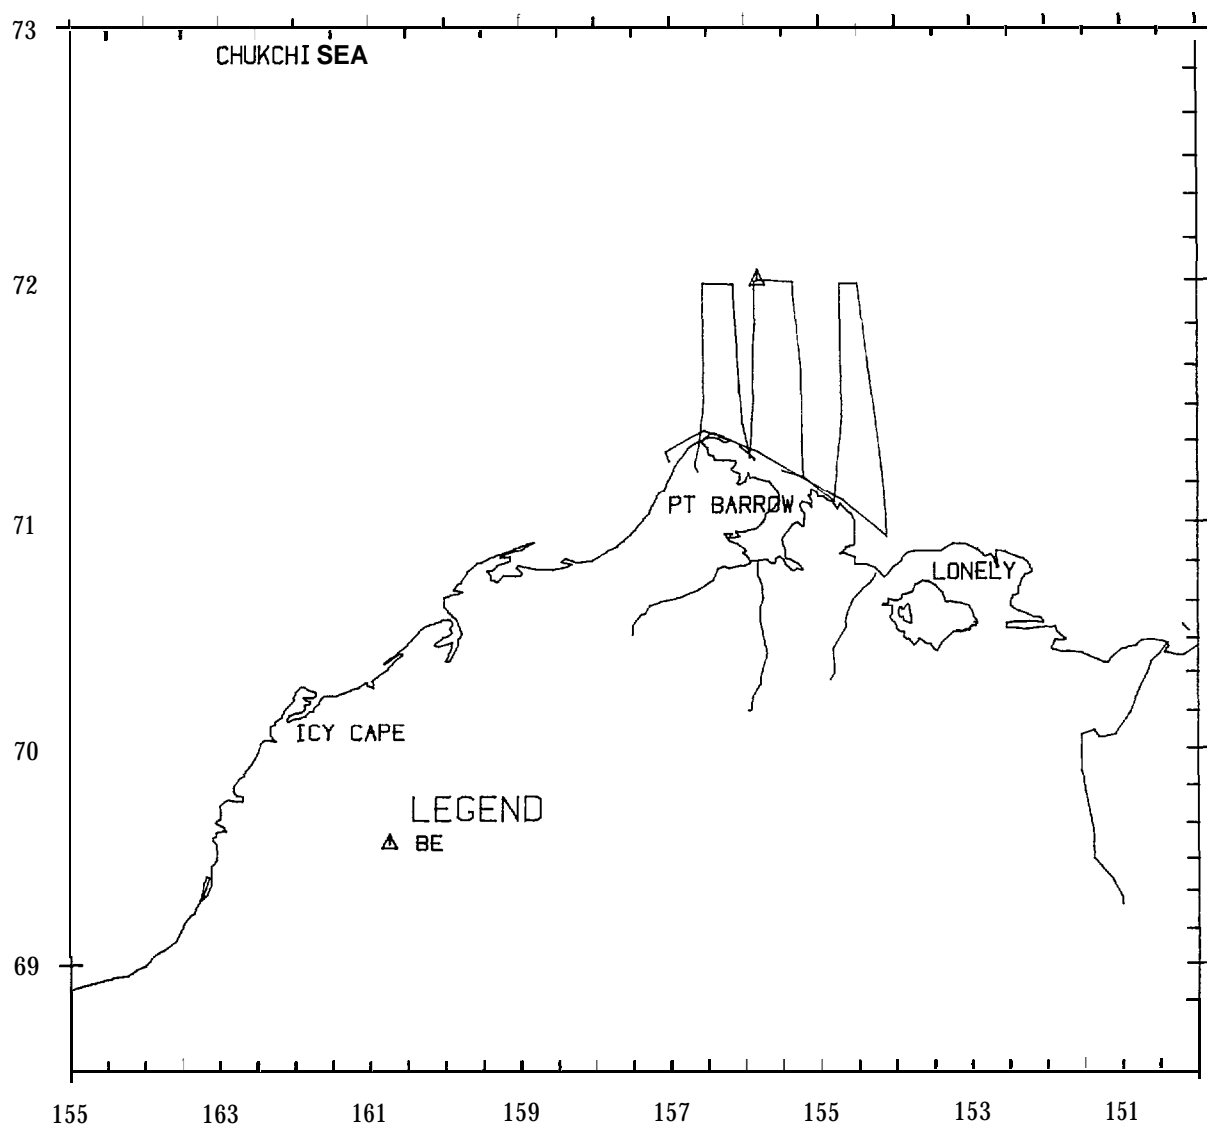 73
CHUKCHI SEA
72
PT BARROW
71
LONELY
ICY CAPE
70
LEGEND
BE
69
155 163 161 159 157 155 153 151